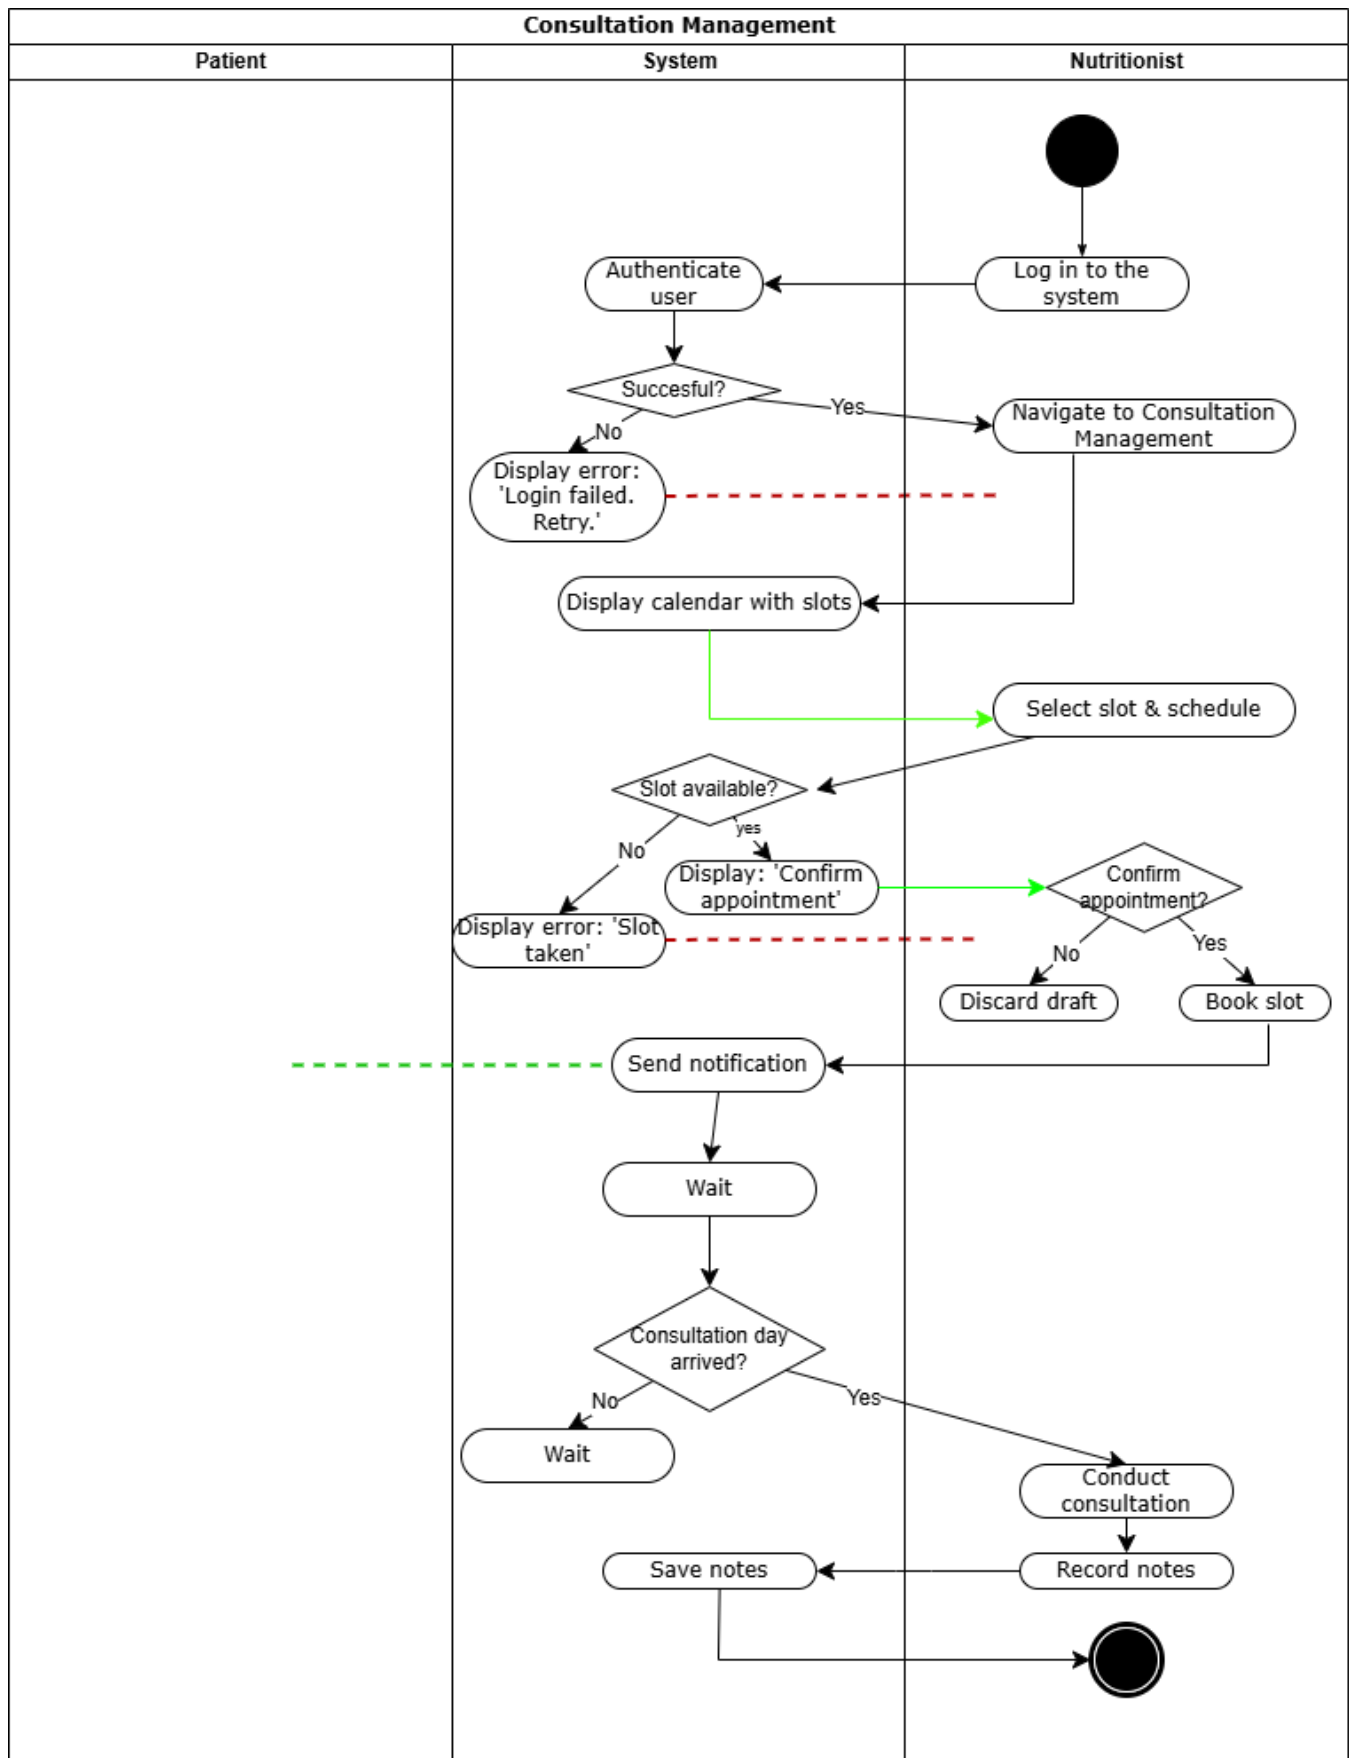 Consultation Management
Patient
System
Nutritionist
Authenticate
user
Log in to the
system
Succesful?
Yes
Navigate to Consultation
Management
No
Display error:
'Login failed.
Retry.'
Display calendar with slots
Select slot & schedule
Slot available?
yes
No
Display: 'Confirm
appointment'
Confirm
appointment?
Display error: 'Slot
taken'
No
Yes
Discard draft
Book slot
Send notification
Wait
Consultation day
arrived?
No
Yes
Wait
Conduct
consultation
Save notes
Record notes